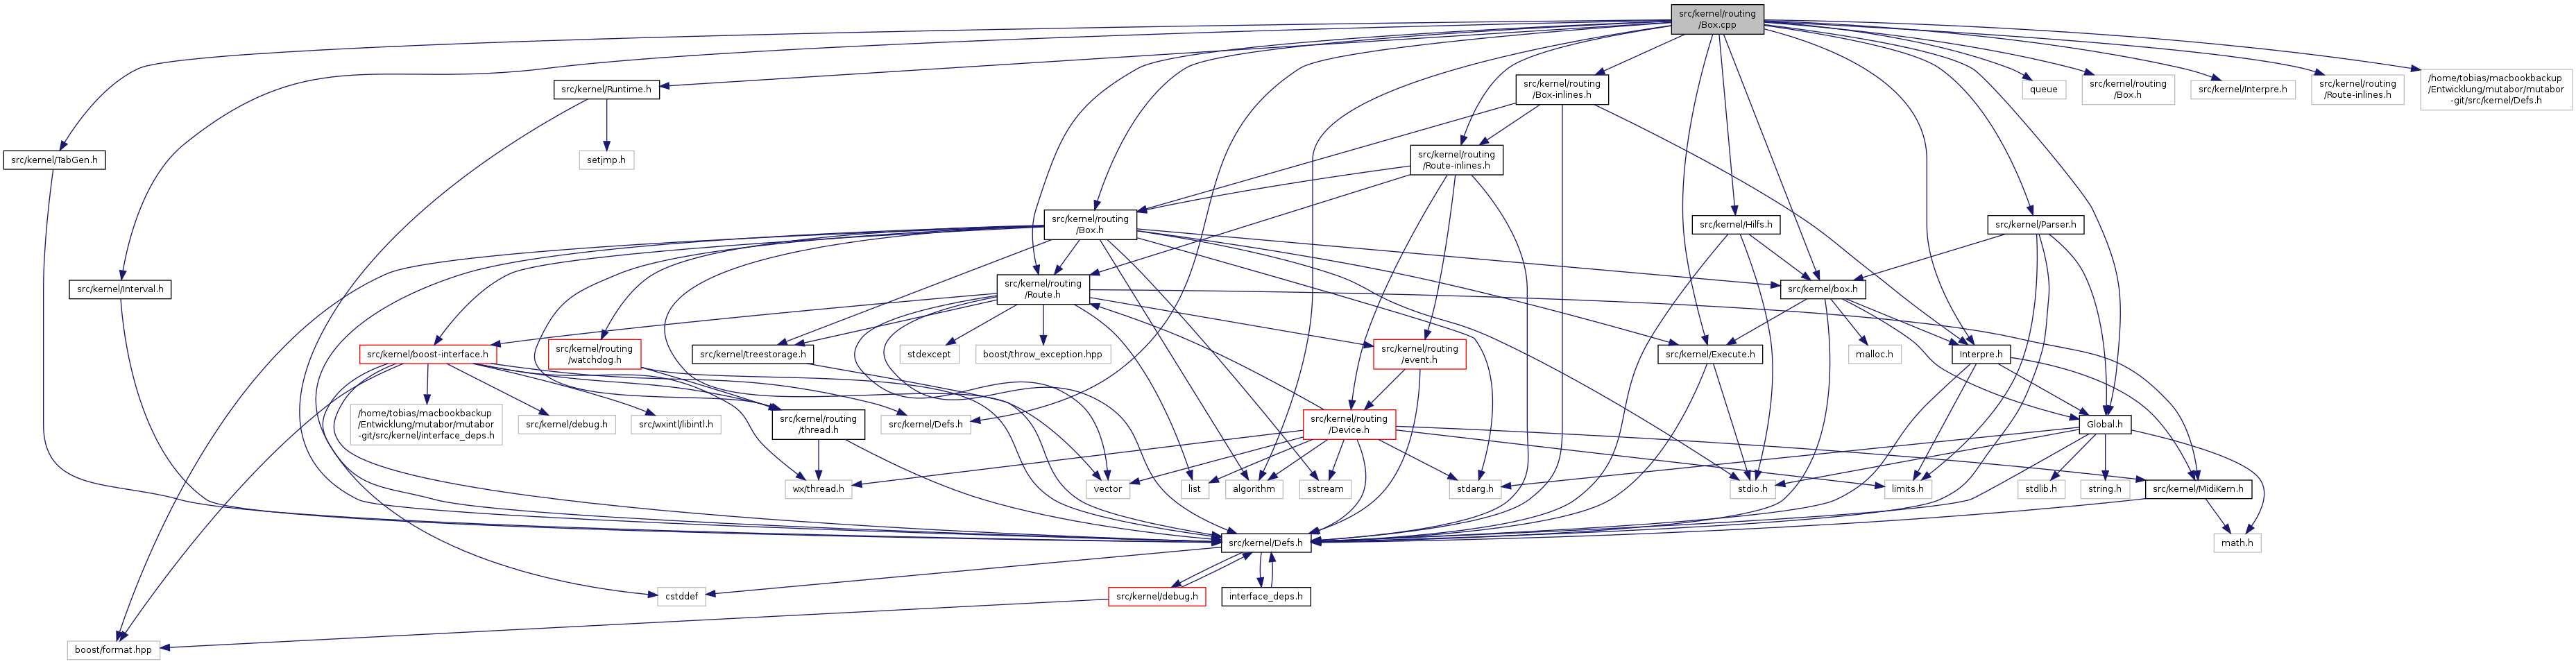 src/kernel/routing
/Box.cpp
src/kernel/Runtime.h
src/kernel/routing
/Box-inlines.h
queue
src/kernel/routing
/Box.h
src/kernel/Interpre.h
src/kernel/routing
/Route-inlines.h
/home/tobias/macbookbackup
/Entwicklung/mutabor/mutabor
-git/src/kernel/Defs.h
src/kernel/TabGen.h
setjmp.h
src/kernel/routing
/Route-inlines.h
src/kernel/routing
/Box.h
src/kernel/Hilfs.h
src/kernel/Parser.h
src/kernel/Interval.h
src/kernel/routing
/Route.h
src/kernel/box.h
src/kernel/boost-interface.h
src/kernel/routing
/watchdog.h
src/kernel/treestorage.h
stdexcept
boost/throw_exception.hpp
src/kernel/routing
/event.h
src/kernel/Execute.h
malloc.h
Interpre.h
/home/tobias/macbookbackup
/Entwicklung/mutabor/mutabor
-git/src/kernel/interface_deps.h
src/kernel/debug.h
src/wxintl/libintl.h
src/kernel/routing
/thread.h
src/kernel/Defs.h
src/kernel/routing
/Device.h
Global.h
wx/thread.h
vector
list
algorithm
sstream
stdarg.h
stdio.h
limits.h
stdlib.h
string.h
src/kernel/MidiKern.h
src/kernel/Defs.h
math.h
cstddef
src/kernel/debug.h
interface_deps.h
boost/format.hpp